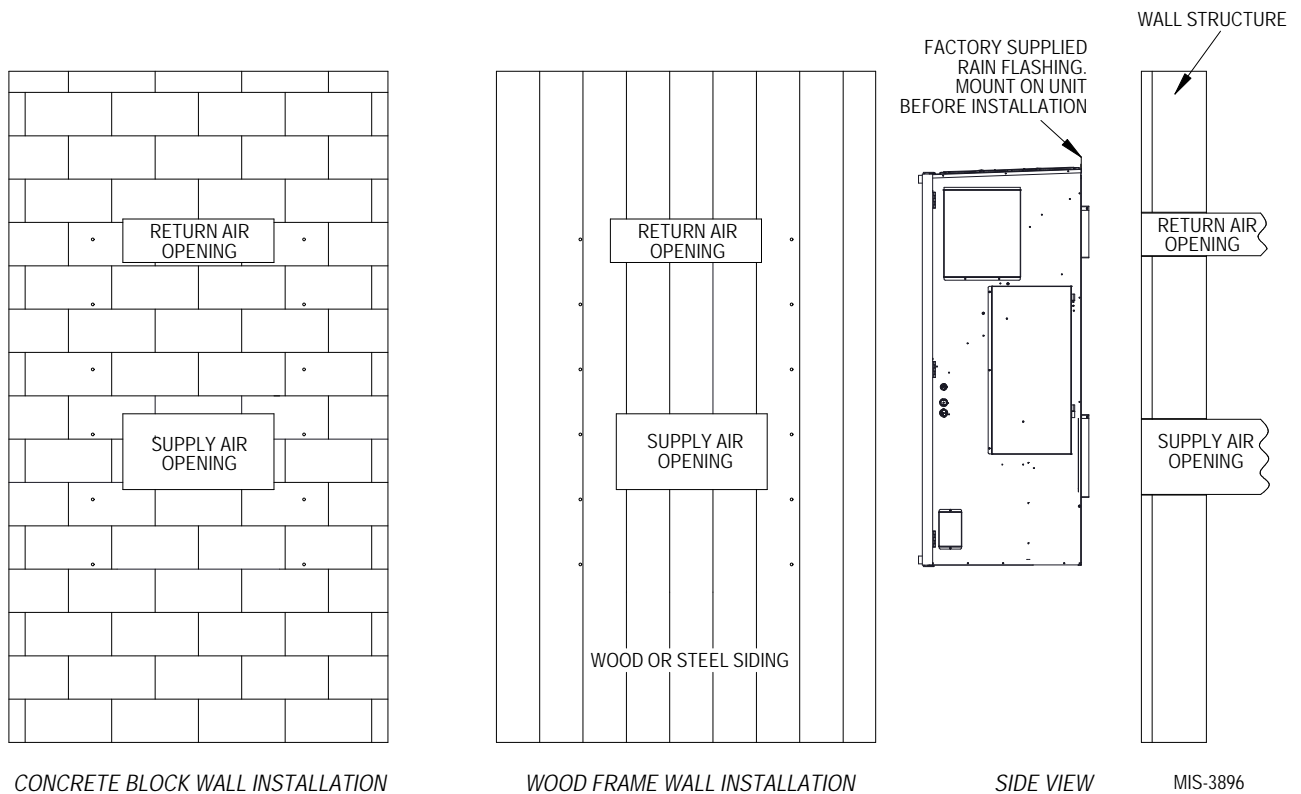 WALL STRUCTURE
FACTORY SUPPLIED
RAIN FLASHING.
MOUNT ON UNIT
BEFORE INSTALLATION
RETURN AIR
OPENING
RETURN AIR
OPENING
RETURN AIR
OPENING
SUPPLY AIR
OPENING
SUPPLY AIR
OPENING
SUPPLY AIR
OPENING
WOOD OR STEEL SIDING
CONCRETE BLOCK WALL INSTALLATION
WOOD FRAME WALL INSTALLATION
SIDE VIEW
MIS-3896